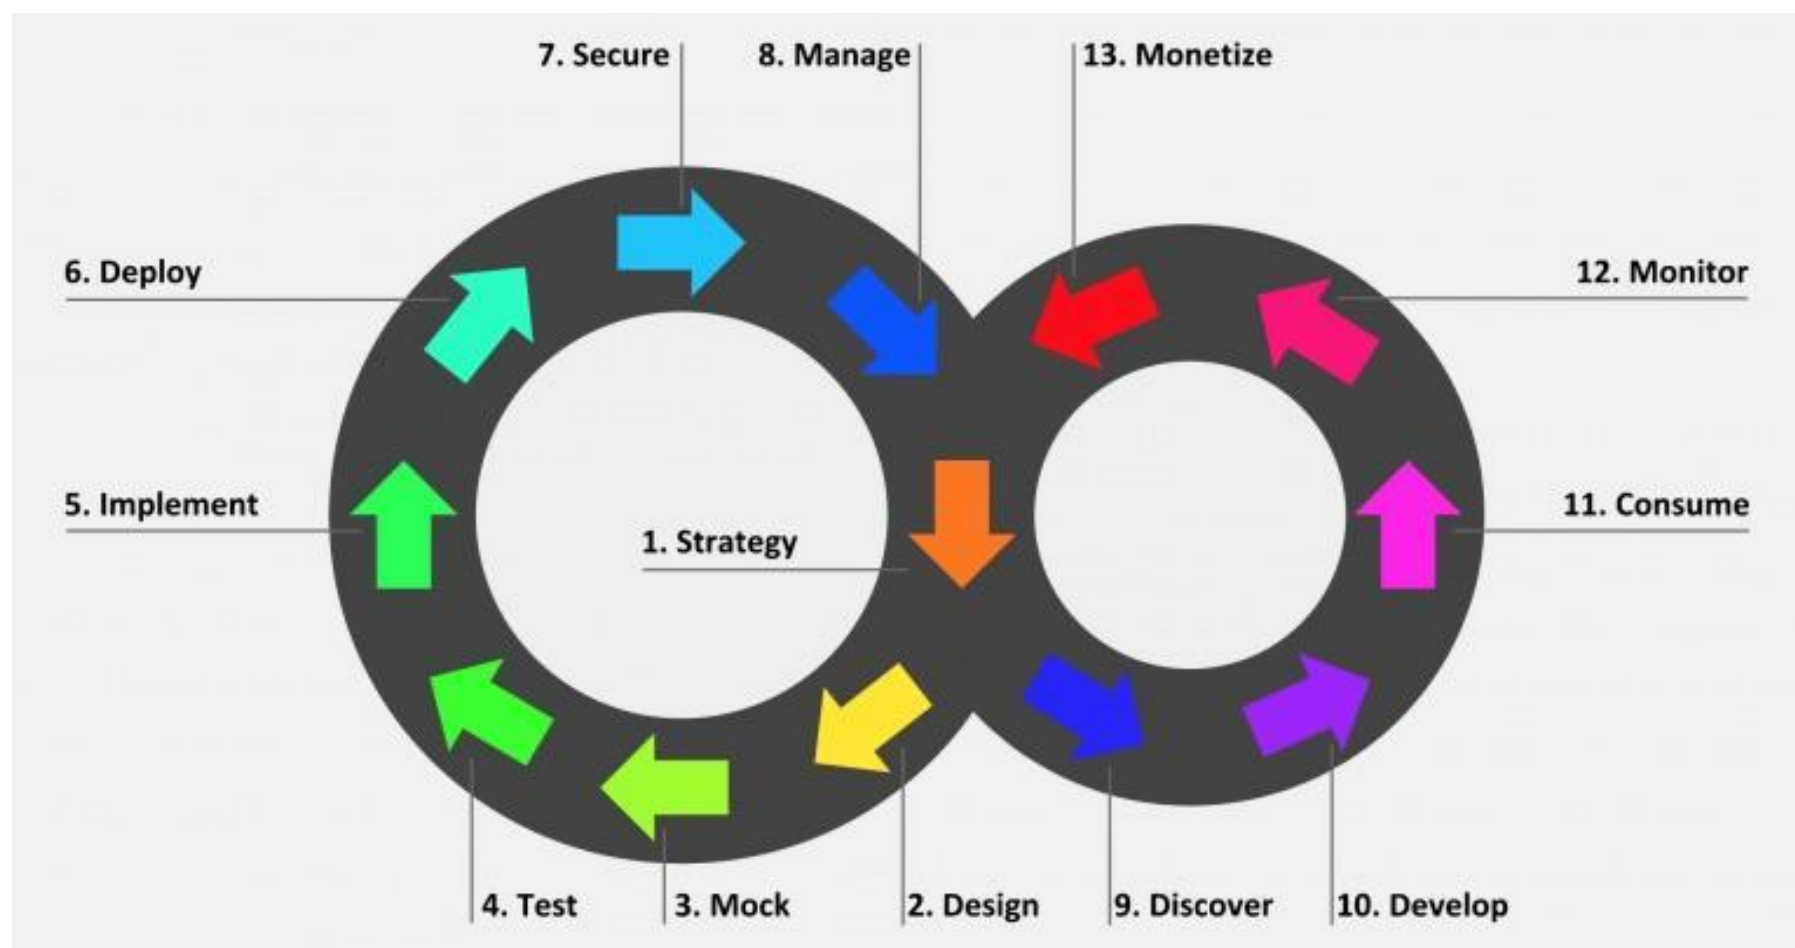 7. Secure
8. Manage
13. Monetize
6. Deploy
12. Monitor
5. Implement
11. Consume
1. Strategy
4. Test
3. Mock
2. Design
9. Discover
10. Develop